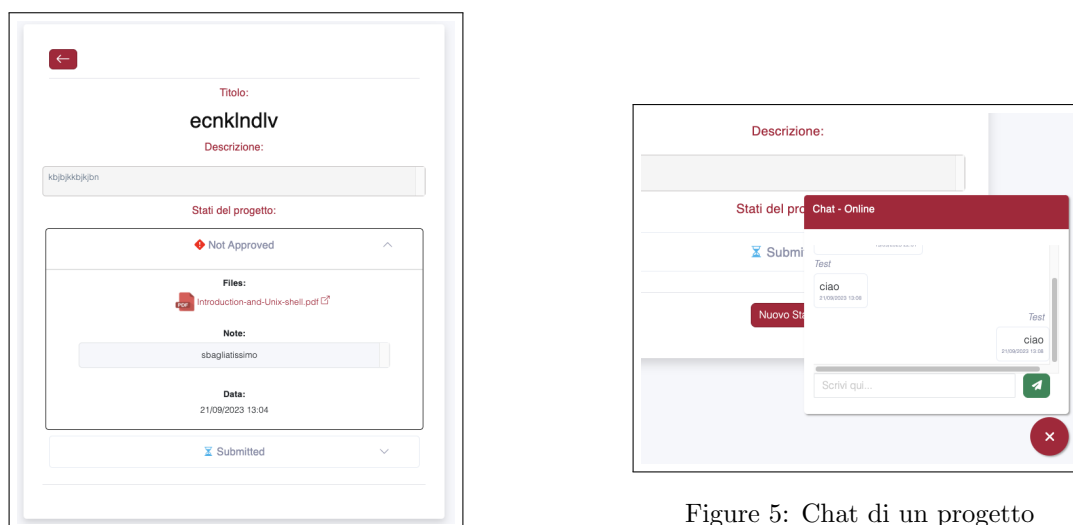 Titolo:
ecnklndlv
Descrizione:
kbjbjkkbjkjbn
Stati del progetto:
Not Approved
Files:
PDF Introduction-and-Unix-shell.pdf
Note:
sbagliatissimo
Data:
21/09/2023 13:04
Submitted
Descrizione:
Stati del pro
Submi
Nuovo Sta
Chat - Online
Test
ciao
21/09/2023 13:08
Test
ciao
21/09/2023 13:08
Scrivi qui...
Figure 5: Chat di un progetto